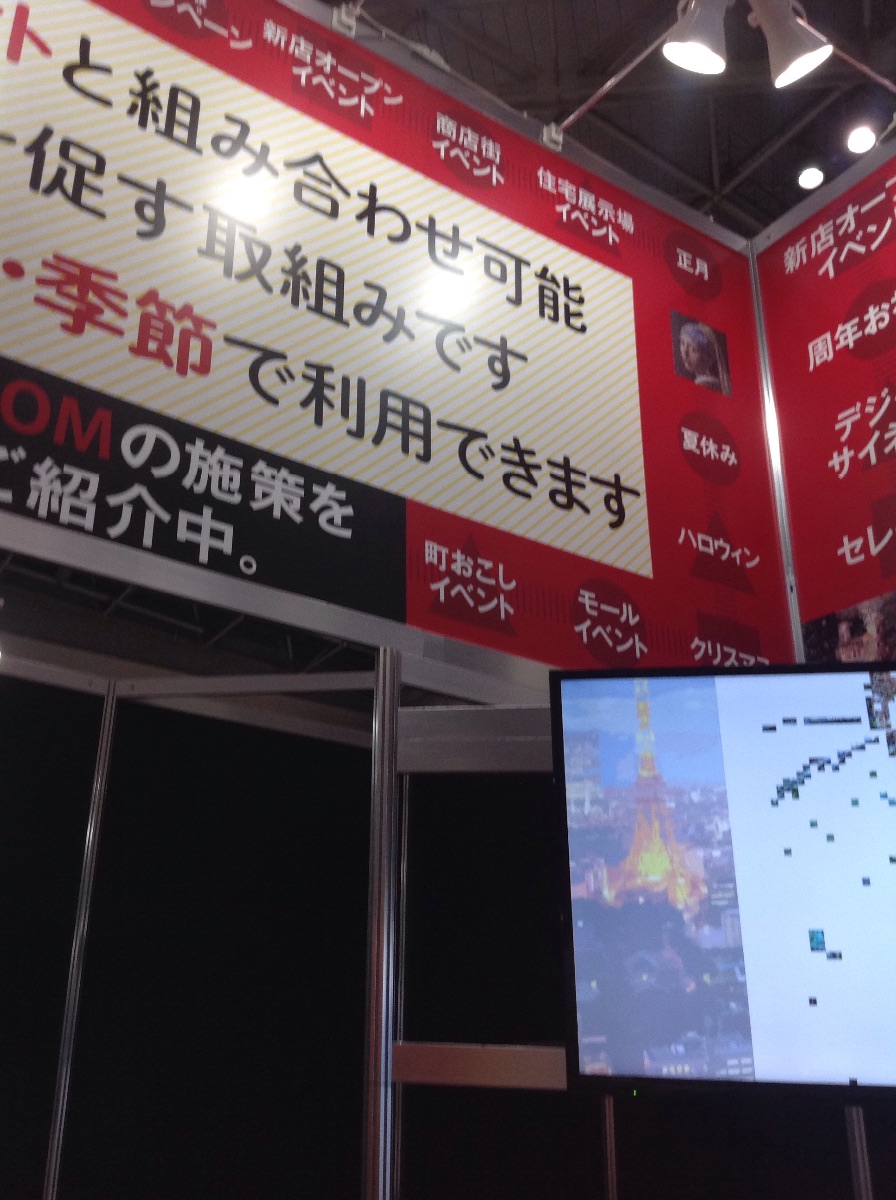 ンペーン
新店オープン
イベント
商店街
イベント
住宅展示場
イベント
正月
夏休み
ハロウィン
クリスマ
モール
イベント
町おこし
イベント
トと組み合わせ可能
促す取組みです
・季節で利用できます
OMの施策を
ご紹介中。
新店オー
イベン
周年お
デジ
サイネ
セレ